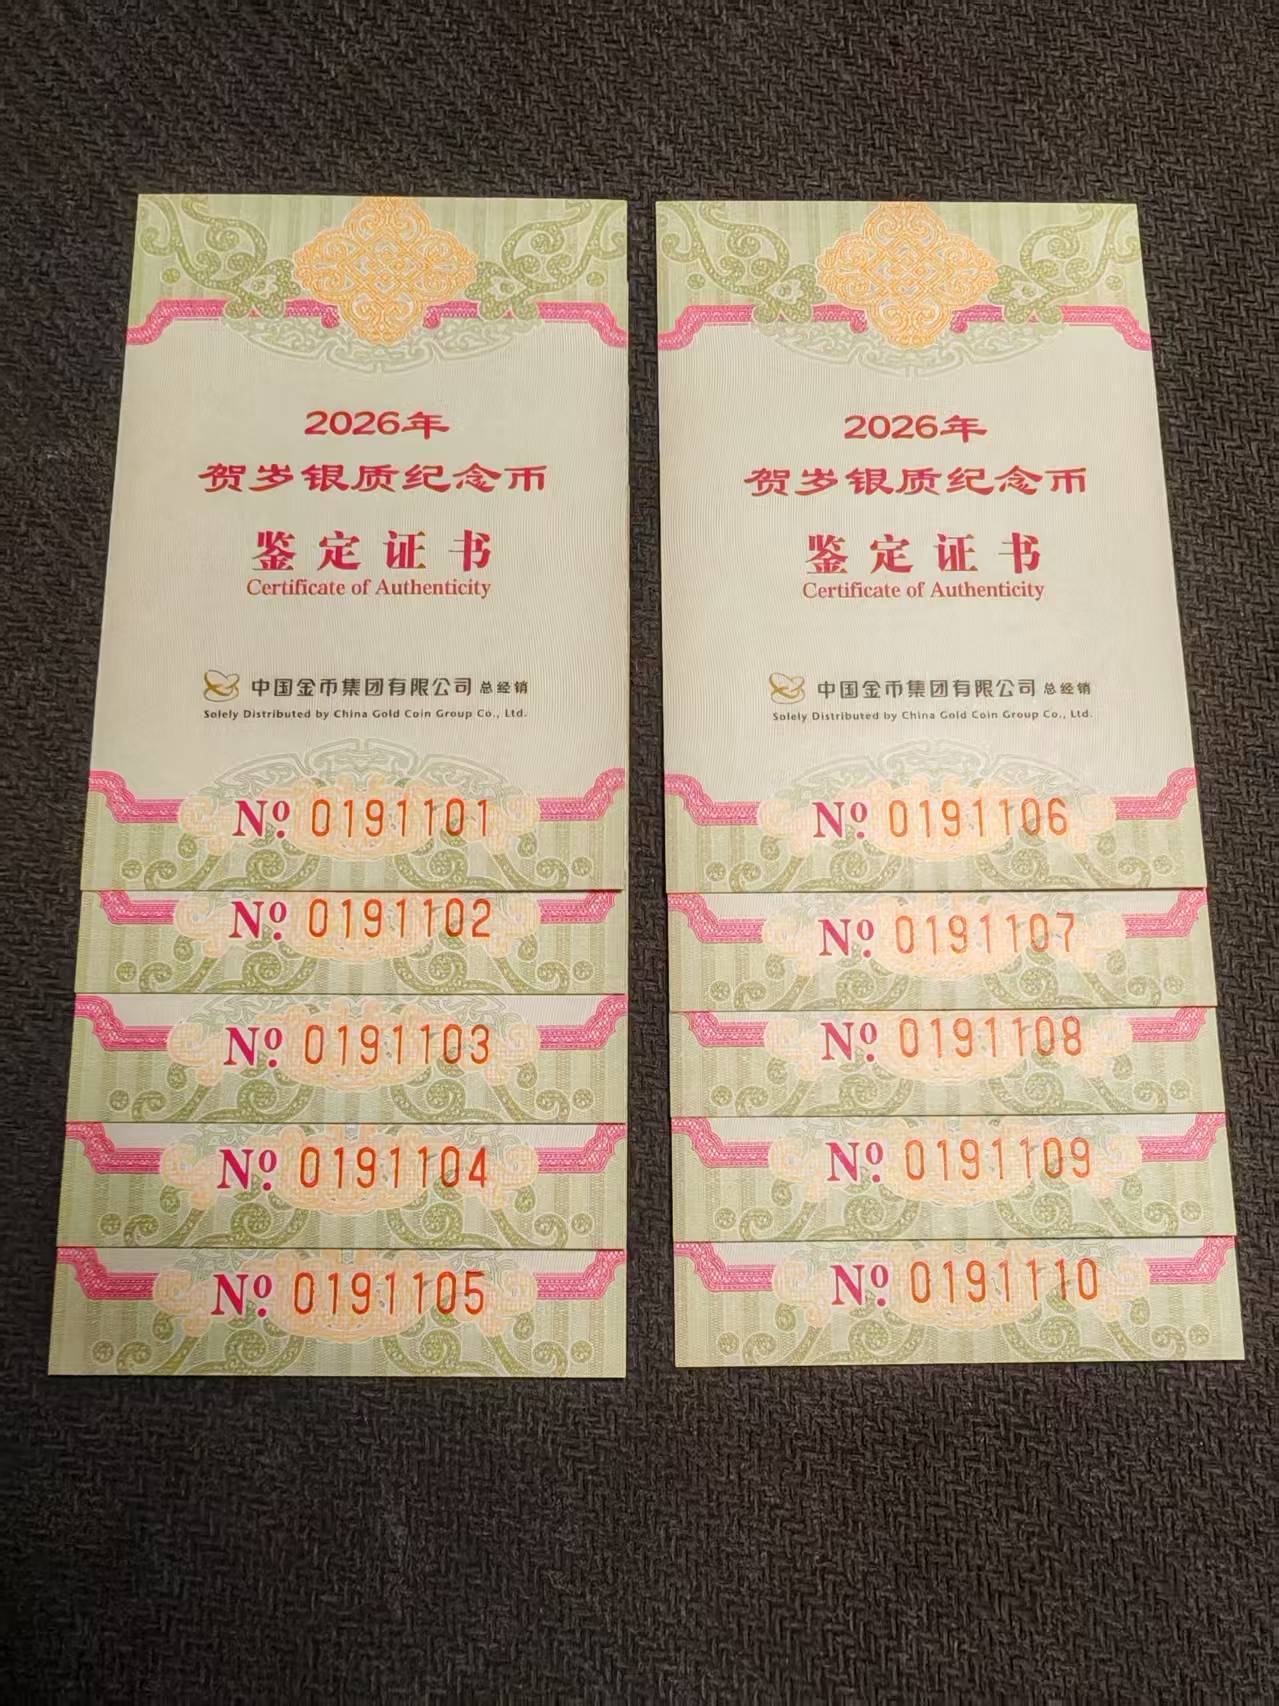 2026年
贺岁银质纪念币
鉴定证书
Certificate of Authenticity
中国金币集团有限公司 总经销
Solely Distributed by China Gold Coin Group Co., Ltd.
Nº 0191101
Nº 0191102
Nº 0191103
Nº 0191104
Nº 0191105
2026年
贺岁银质纪念币
鉴定证书
Certificate of Authenticity
中国金币集团有限公司 总经销
Solely Distributed by China Gold Coin Group Co., Ltd.
Nº 0191106
Nº 0191107
Nº 0191108
Nº 0191109
Nº 0191110